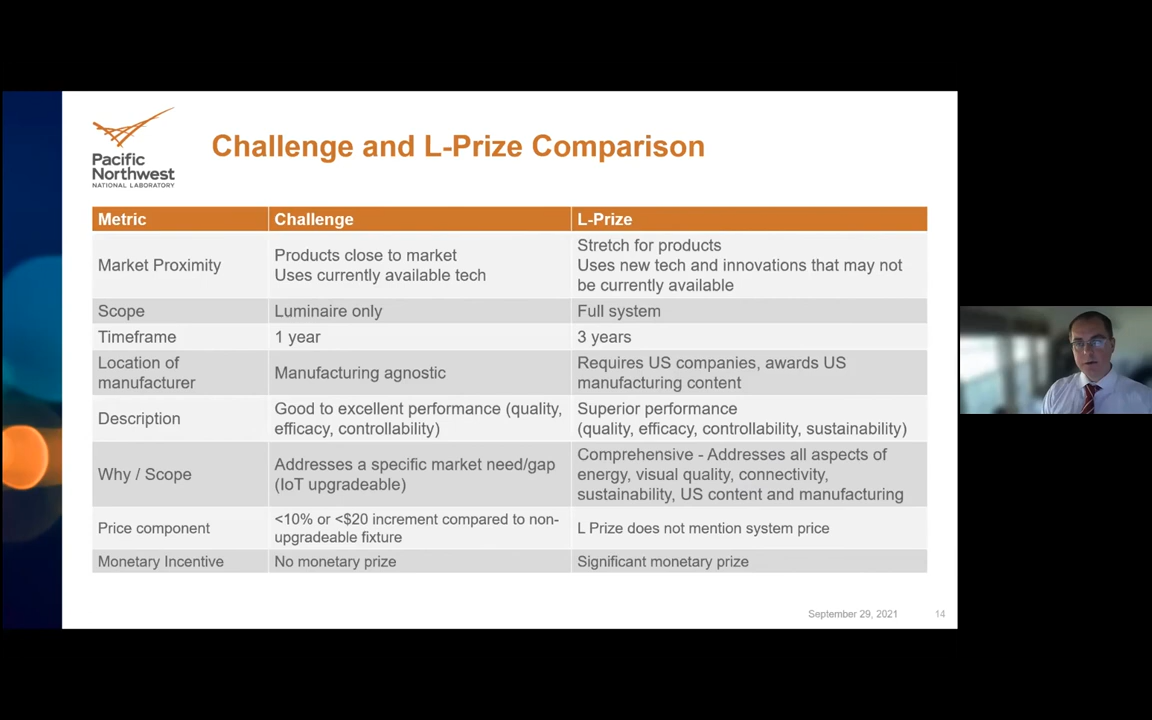 Pacific
Northwest
NATIONAL LABORATORY
Challenge and L-Prize Comparison
Metric Challenge L-Prize
Market Proximity
Products close to market
Uses currently available tech
Stretch for products
Uses new tech and innovations that may not
be currently available
Scope Luminaire only Full system
Timeframe 1 year 3 years
Location of
manufacturer
Manufacturing agnostic
Requires US companies, awards US
manufacturing content
Description
Good to excellent performance (quality,
efficacy, controllability)
Superior performance
(quality, efficacy, controllability, sustainability)
Why / Scope
Addresses a specific market need/gap
(IoT upgradeable)
Comprehensive - Addresses all aspects of
energy, visual quality, connectivity,
sustainability, US content and manufacturing
Price component
<10% or <$20 increment compared to non-
upgradeable fixture
L Prize does not mention system price
Monetary Incentive No monetary prize Significant monetary prize
September 29, 2021 14